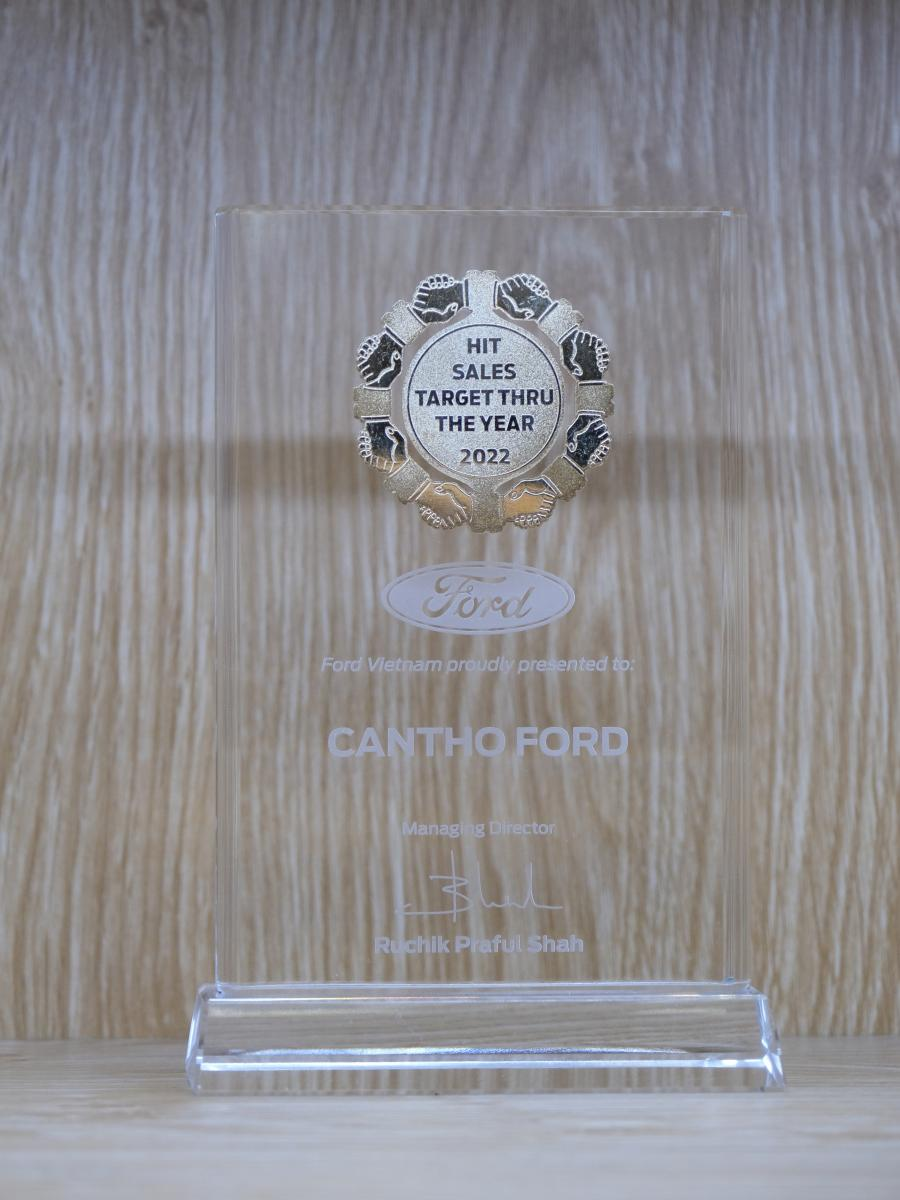 HIT
SALES
TARGET THRU
THE YEAR
2022
Ford
Ford Vietnam proudly presented to:
CANTHO FORD
Managing Director
Ruchik Praful Shah